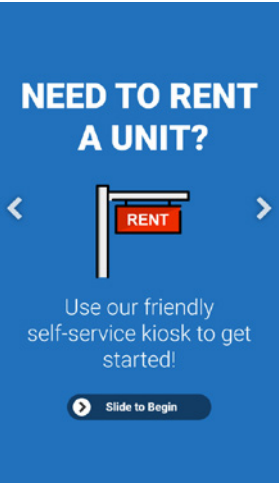 NEED TO RENT
A UNIT?
RENT
Use our friendly
self-service kiosk to get
started!
Slide to Begin